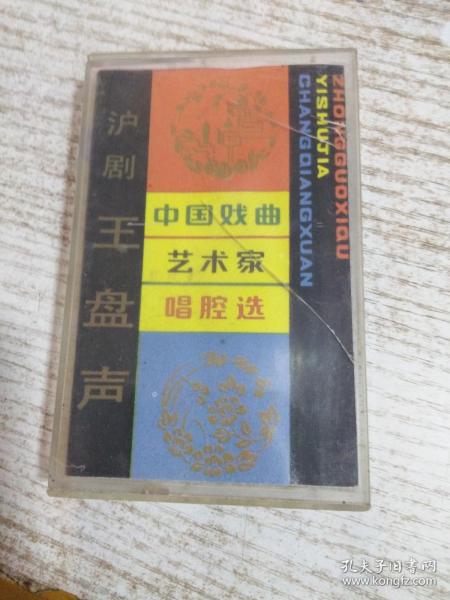 沪剧
王盘声
中国戏曲
艺术家
唱腔选
ZHONGGUOXIQU
YISHUJIA
CHANGQIANGXUAN
孔夫子旧书网
www.kongfz.com